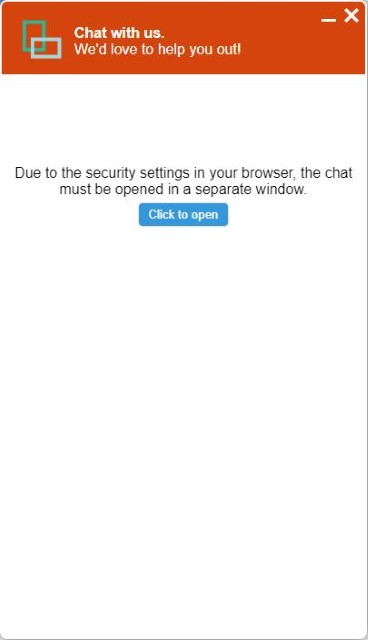 Chat with us.
We'd love to help you out!
Due to the security settings in your browser, the chat
must be opened in a separate window.
Click to open